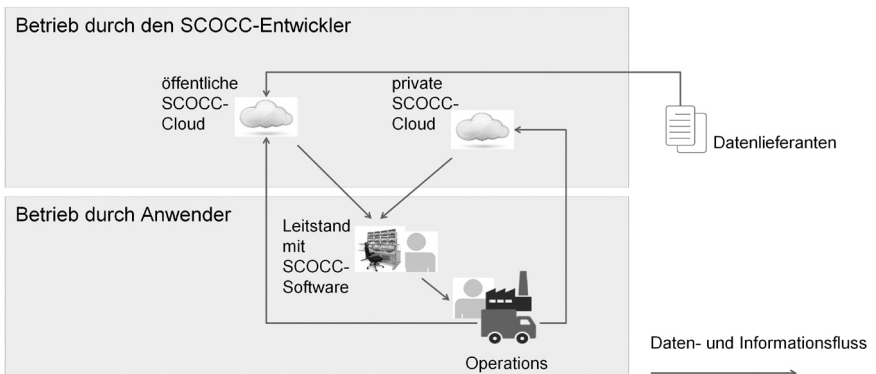 Betrieb durch den SCOCC-Entwickler
öffentliche
SCOCC-
Cloud
private
SCOCC-
Cloud
Datenlieferanten
Betrieb durch Anwender
Leitstand
mit
SCOCC-
Software
Operations
Daten- und Informationsfluss